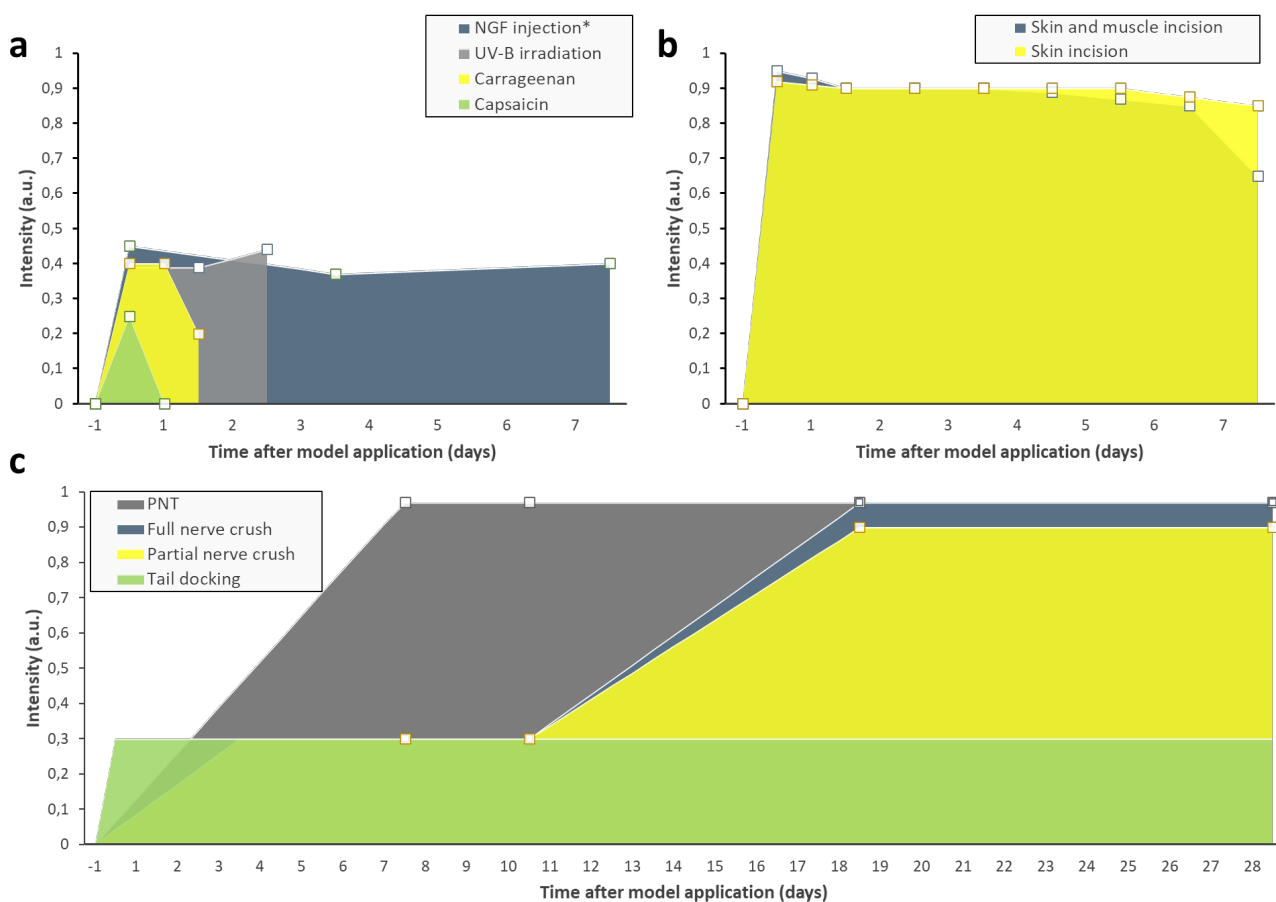 a
NGF injection*
UV-B irradiation
Carrageenan
Capsaicin
1
0,9
0,8
0,7
0,6
0,5
0,4
0,3
0,2
0,1
0
Intensity (a.u.)
-1 1 2 3 4 5 6 7
Time after model application (days)
b
Skin and muscle incision
Skin incision
1
0,9
0,8
0,7
0,6
0,5
0,4
0,3
0,2
0,1
0
Intensity (a.u.)
-1 1 2 3 4 5 6 7
Time after model application (days)
c
PNT
Full nerve crush
Partial nerve crush
Tail docking
1
0,9
0,8
0,7
0,6
0,5
0,4
0,3
0,2
0,1
0
Intensity (a.u.)
-1 1 2 3 4 5 6 7 8 9 10 11 12 13 14 15 16 17 18 19 20 21 22 23 24 25 26 27 28
Time after model application (days)